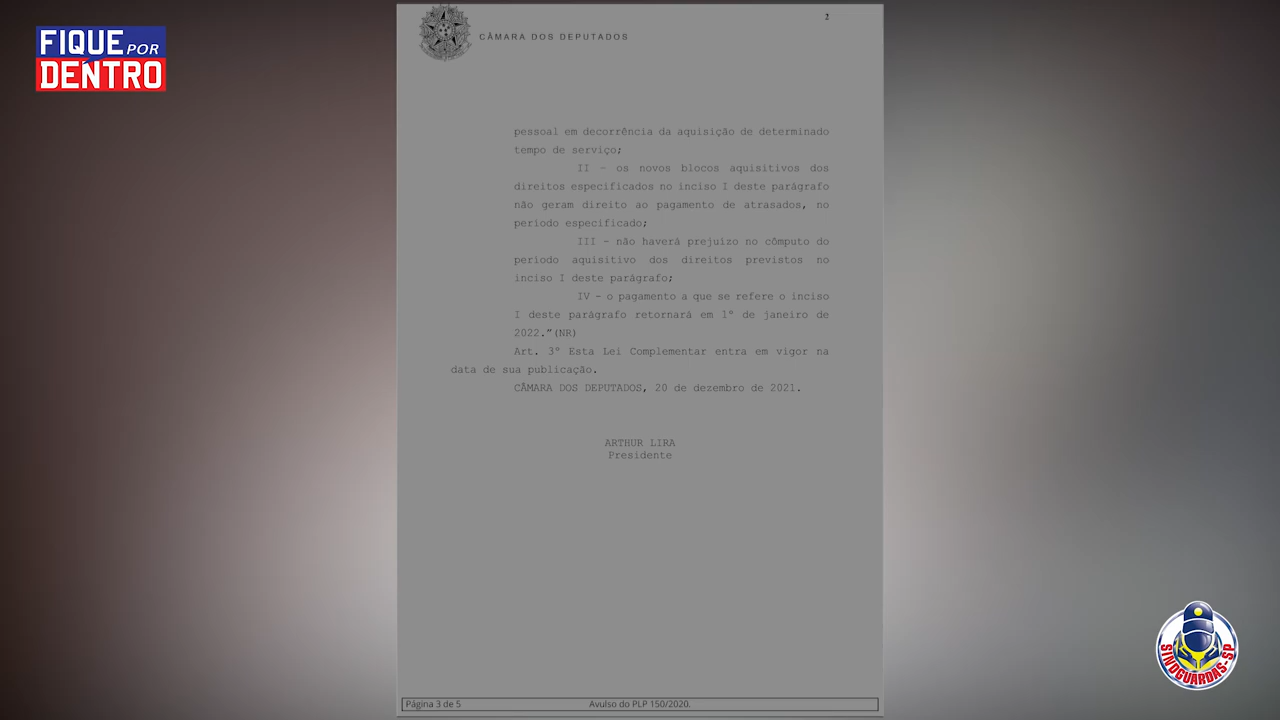 FIQUE POR
DENTRO
2
CÂMARA DOS DEPUTADOS
pessoal em decorrência da aquisição de determinado
tempo de serviço;
II – os novos blocos aquisitivos dos
direitos especificados no inciso I deste parágrafo
não geram direito ao pagamento de atrasados, no
período especificado;
III - não haverá prejuízo no cômputo do
período aquisitivo dos direitos previstos no
inciso I deste parágrafo;
IV - o pagamento a que se refere o inciso
I deste parágrafo retornará em 1º de janeiro de
2022.”(NR)
Art. 3º Esta Lei Complementar entra em vigor na
data de sua publicação.
CÂMARA DOS DEPUTADOS, 20 de dezembro de 2021.
ARTHUR LIRA
Presidente
Página 3 de 5 Avulso do PLP 150/2020.
SINDGUARDAS-SP